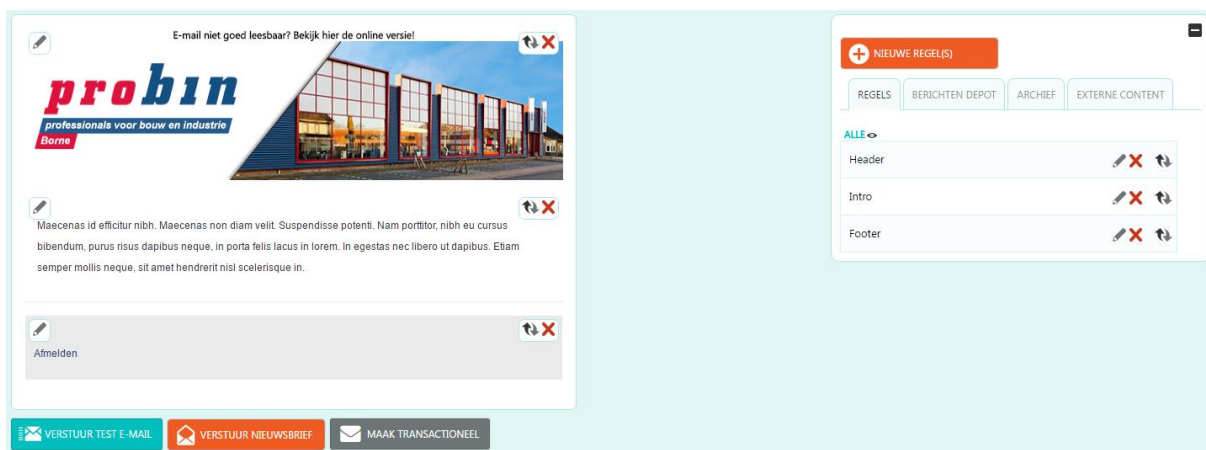 E-mail niet goed leesbaar? Bekijk hier de online versie!
probin
professionals voor bouw en industrie
Borne
Maecenas id efficitur nibh. Maecenas non diam velit. Suspendisse potenti. Nam porttitor, nibh eu cursus
bibendum, purus risus dapibus neque, in porta felis lacus in lorem. In egestas nec libero ut dapibus. Etiam
semper mollis neque, sit amet hendrerit nisl scelerisque in.
Afmelden
VERSTUUR TEST E-MAIL
VERSTUUR NIEUWSBRIEF
MAAK TRANSACTIONEEL
NIEUWE REGEL(S)
REGELS
BERICHTEN DEPOT
ARCHIEF
EXTERNE CONTENT
ALLE
Header
Intro
Footer